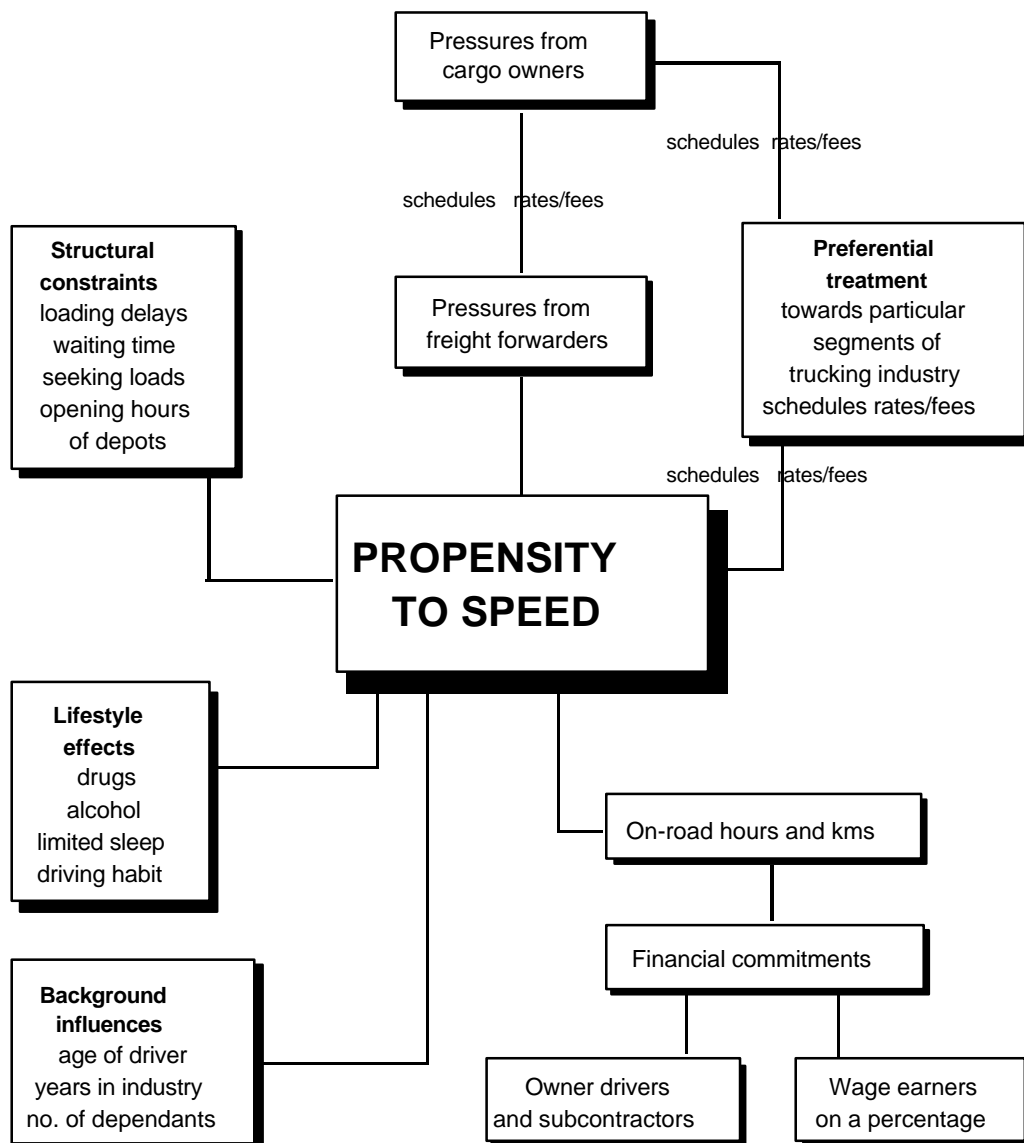 Pressures from
cargo owners
schedules rates/fees
schedules rates/fees
Structural
constraints
loading delays
waiting time
seeking loads
opening hours
of depots
Pressures from
freight forwarders
Preferential
treatment
towards particular
segments of
trucking industry
schedules rates/fees
schedules rates/fees
PROPENSITY
TO SPEED
Lifestyle
effects
drugs
alcohol
limited sleep
driving habit
On-road hours and kms
Financial commitments
Background
influences
age of driver
years in industry
no. of dependants
Owner drivers
and subcontractors
Wage earners
on a percentage